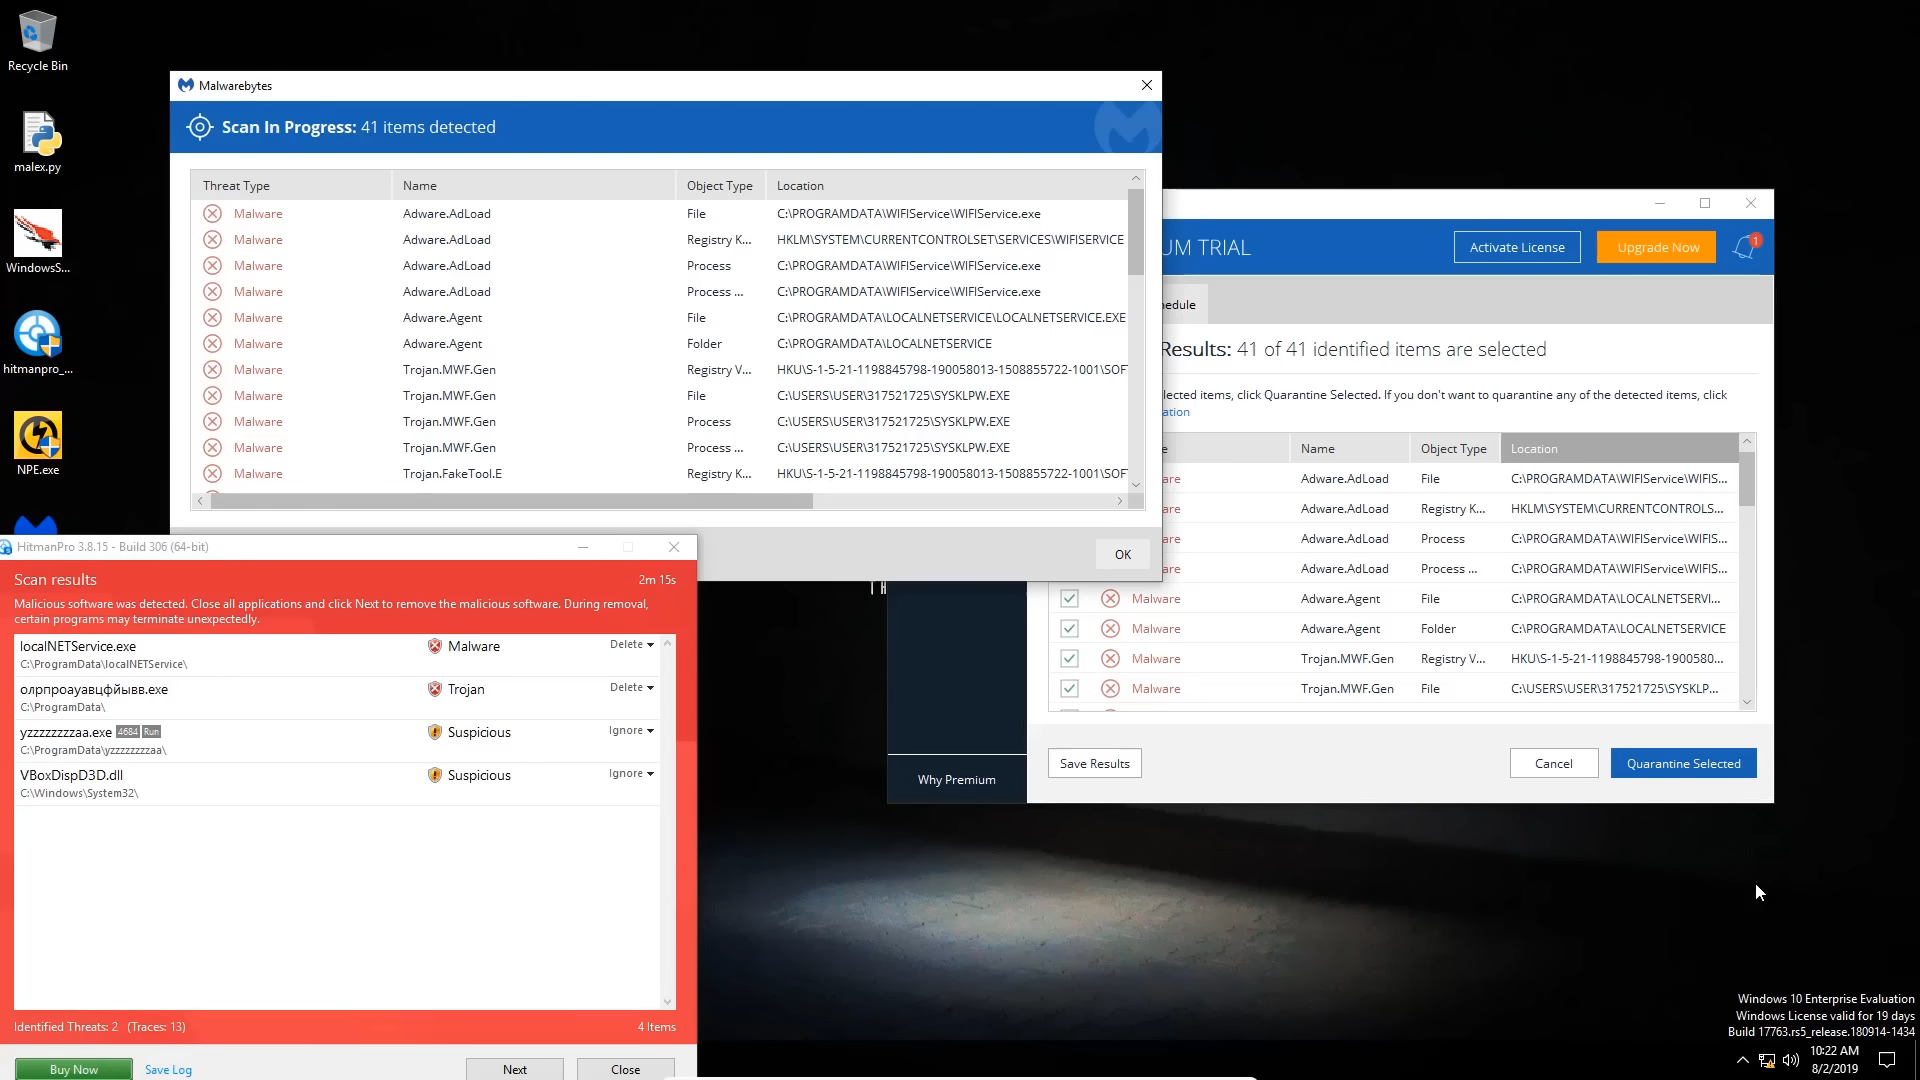 Recycle Bin
malex.py
WindowsS...
hitmanpro_...
NPE.exe
Malwarebytes
Scan In Progress: 41 items detected
Threat Type Name Object Type Location
Malware Adware.AdLoad File C:\PROGRAMDATA\WIFIService\WIFIService.exe
Malware Adware.AdLoad Registry K... HKLM\SYSTEM\CURRENTCONTROLSET\SERVICES\WIFISERVICE
Malware Adware.AdLoad Process C:\PROGRAMDATA\WIFIService\WIFIService.exe
Malware Adware.AdLoad Process ... C:\PROGRAMDATA\WIFIService\WIFIService.exe
Malware Adware.Agent File C:\PROGRAMDATA\LOCALNETSERVICE\LOCALNETSERVICE.EXE
Malware Adware.Agent Folder C:\PROGRAMDATA\LOCALNETSERVICE
Malware Trojan.MWF.Gen Registry V... HKU\S-1-5-21-1198845798-190058013-1508855722-1001\SOF
Malware Trojan.MWF.Gen File C:\USERS\USER\317521725\SYSKLPW.EXE
Malware Trojan.MWF.Gen Process C:\USERS\USER\317521725\SYSKLPW.EXE
Malware Trojan.MWF.Gen Process ... C:\USERS\USER\317521725\SYSKLPW.EXE
Malware Trojan.FakeTool.E Registry K... HKU\S-1-5-21-1198845798-190058013-1508855722-1001\SOF
OK
UM TRIAL
Activate License
Upgrade Now
1
hedule
Results: 41 of 41 identified items are selected
lected items, click Quarantine Selected. If you don't want to quarantine any of the detected items, click
ation
e Name Object Type Location
are Adware.AdLoad File C:\PROGRAMDATA\WIFIService\WIFIS...
are Adware.AdLoad Registry K... HKLM\SYSTEM\CURRENTCONTROLS...
are Adware.AdLoad Process C:\PROGRAMDATA\WIFIService\WIFIS...
are Adware.AdLoad Process ... C:\PROGRAMDATA\WIFIService\WIFIS...
Malware Adware.Agent File C:\PROGRAMDATA\LOCALNETSERVI...
Malware Adware.Agent Folder C:\PROGRAMDATA\LOCALNETSERVICE
Malware Trojan.MWF.Gen Registry V... HKU\S-1-5-21-1198845798-1900580...
Malware Trojan.MWF.Gen File C:\USERS\USER\317521725\SYSKLP...
Why Premium
Save Results
Cancel
Quarantine Selected
HitmanPro 3.8.15 - Build 306 (64-bit)
Scan results 2m 15s
Malicious software was detected. Close all applications and click Next to remove the malicious software. During removal,
certain programs may terminate unexpectedly.
localNETService.exe Malware Delete
C:\ProgramData\localNETService\
олрпроауавцфйывв.exe Trojan Delete
C:\ProgramData\
yzzzzzzzzaa.exe 4684 Run Suspicious Ignore
C:\ProgramData\yzzzzzzzzaa\
VBoxDispD3D.dll Suspicious Ignore
C:\Windows\System32\
Identified Threats: 2 (Traces: 13) 4 Items
Buy Now
Save Log
Next
Close
Windows 10 Enterprise Evaluation
Windows License valid for 19 days
Build 17763.rs5_release.180914-1434
10:22 AM
8/2/2019